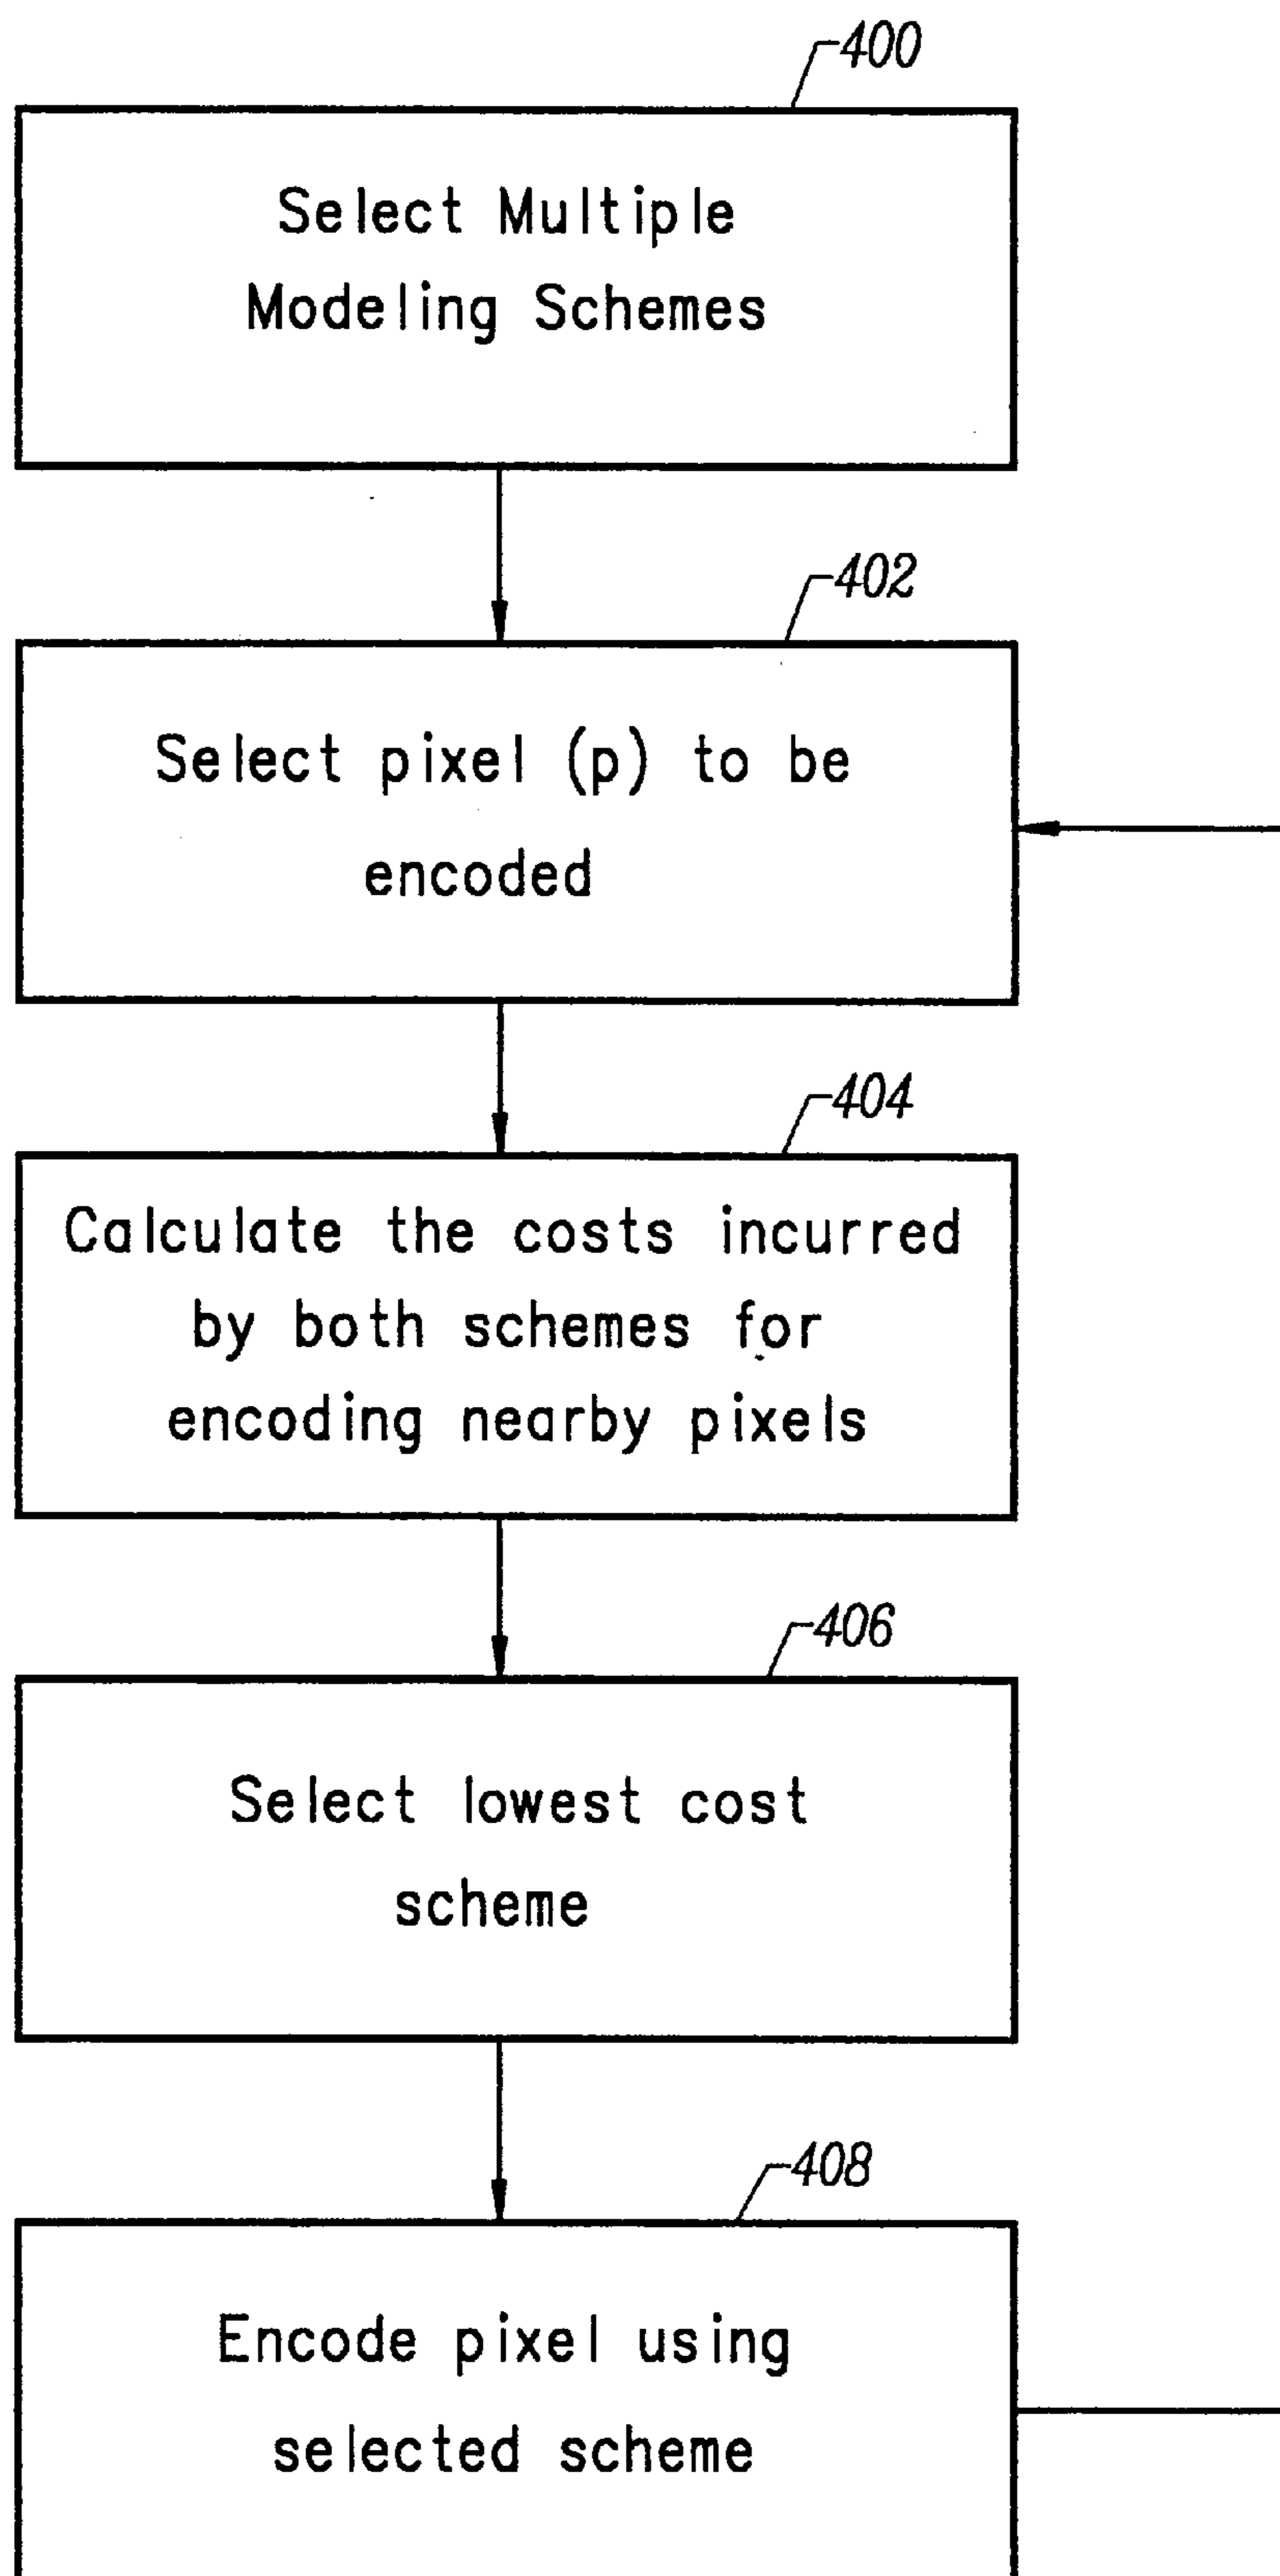 400
Select Multiple
Modeling Schemes
402
Select pixel (p) to be
encoded
404
Calculate the costs incurred
by both schemes for
encoding nearby pixels
406
Select lowest cost
scheme
408
Encode pixel using
selected scheme